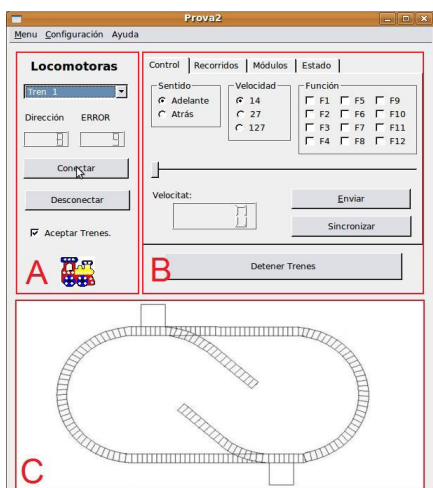 Prova2
Menu Configuración Ayuda
Locomotoras
Tren 1
Dirección ERROR
Conectar
Desconectar
Aceptar Trenes.
A
Control Recorridos Módulos Estado
Sentido
Adelante
Atrás
Velocidad
14
27
127
Función
F1 F5 F9
F2 F6 F10
F3 F7 F11
F4 F8 F12
Velocitat:
Enviar
Sincronizar
B
Detener Trenes
C